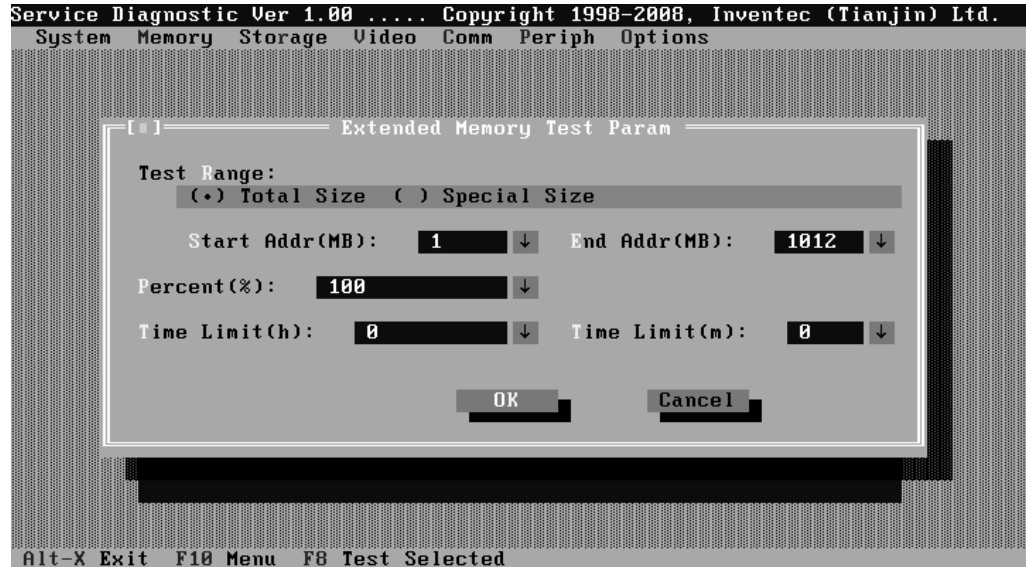 Service Diagnostic Ver 1.00 ..... Copyright 1998-2008, Inventec (Tianjin) Ltd.
System Memory Storage Video Comm Periph Options
Extended Memory Test Param
Test Range:
(•) Total Size ( ) Special Size
Start Addr(MB): 1 ↓ End Addr(MB): 1012 ↓
Percent(%): 100 ↓
Time Limit(h): 0 ↓ Time Limit(m): 0 ↓
OK Cancel
Alt-X Exit F10 Menu F8 Test Selected